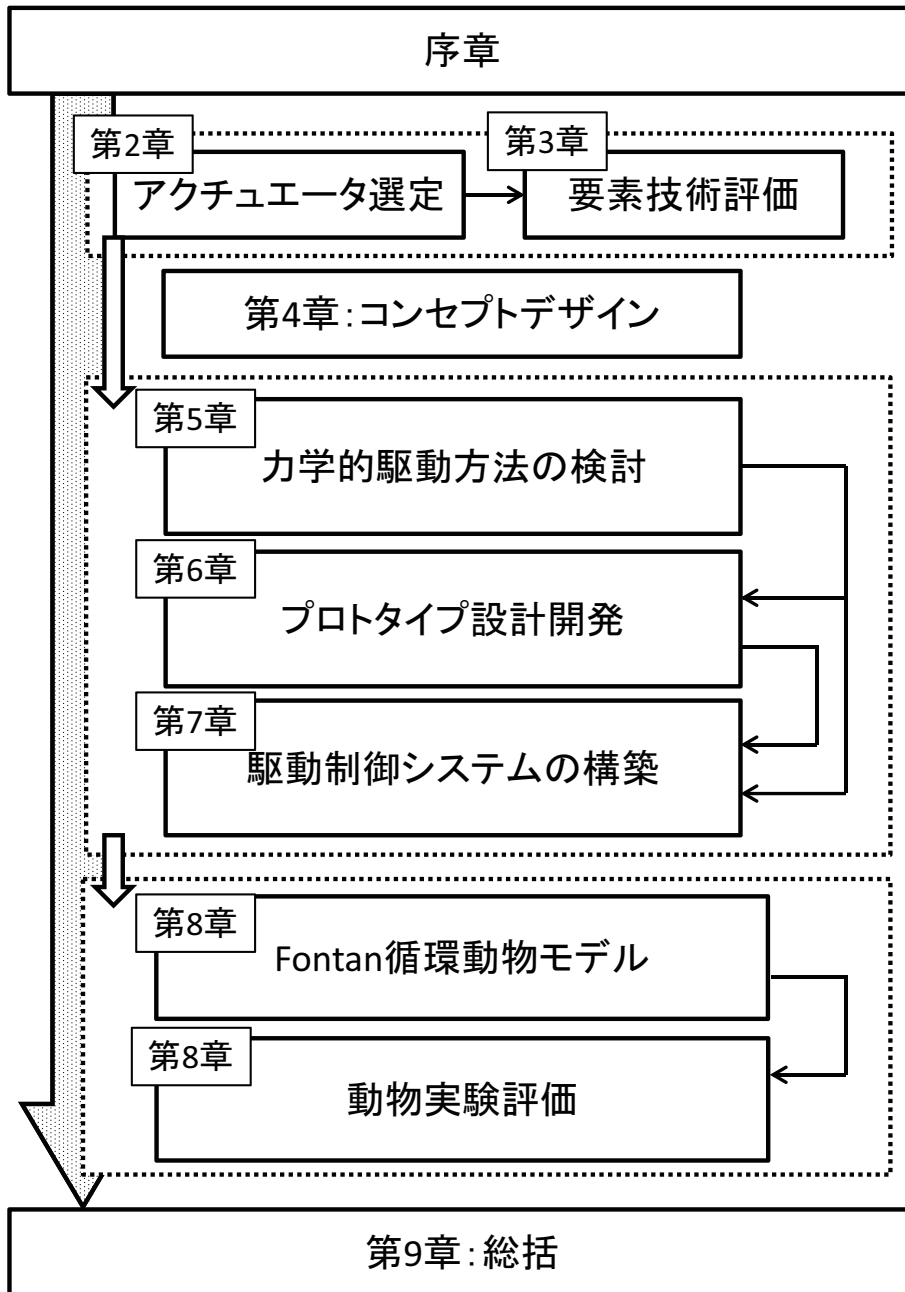 序章
第2章
アクチュエータ選定
第3章
要素技術評価
第4章：コンセプトデザイン
第5章
力学的駆動方法の検討
第6章
プロトタイプ設計開発
第7章
駆動制御システムの構築
第8章
Fontan循環動物モデル
第8章
動物実験評価
第9章：総括